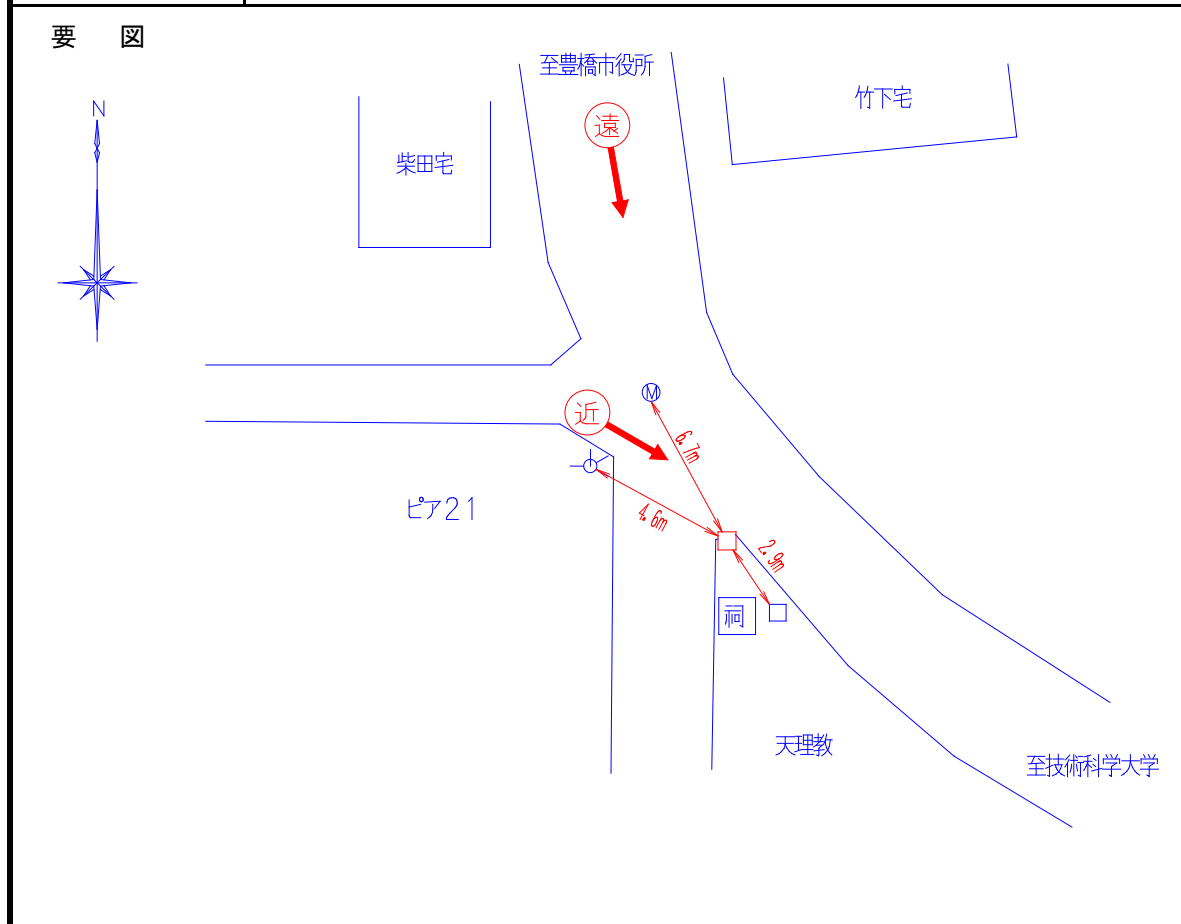 要 図
至豊橋市役所
竹下宅
N
遠
柴田宅
M
近
6.7m
ピア21
4.6m
2.9m
祠
天理教
至技術科学大学